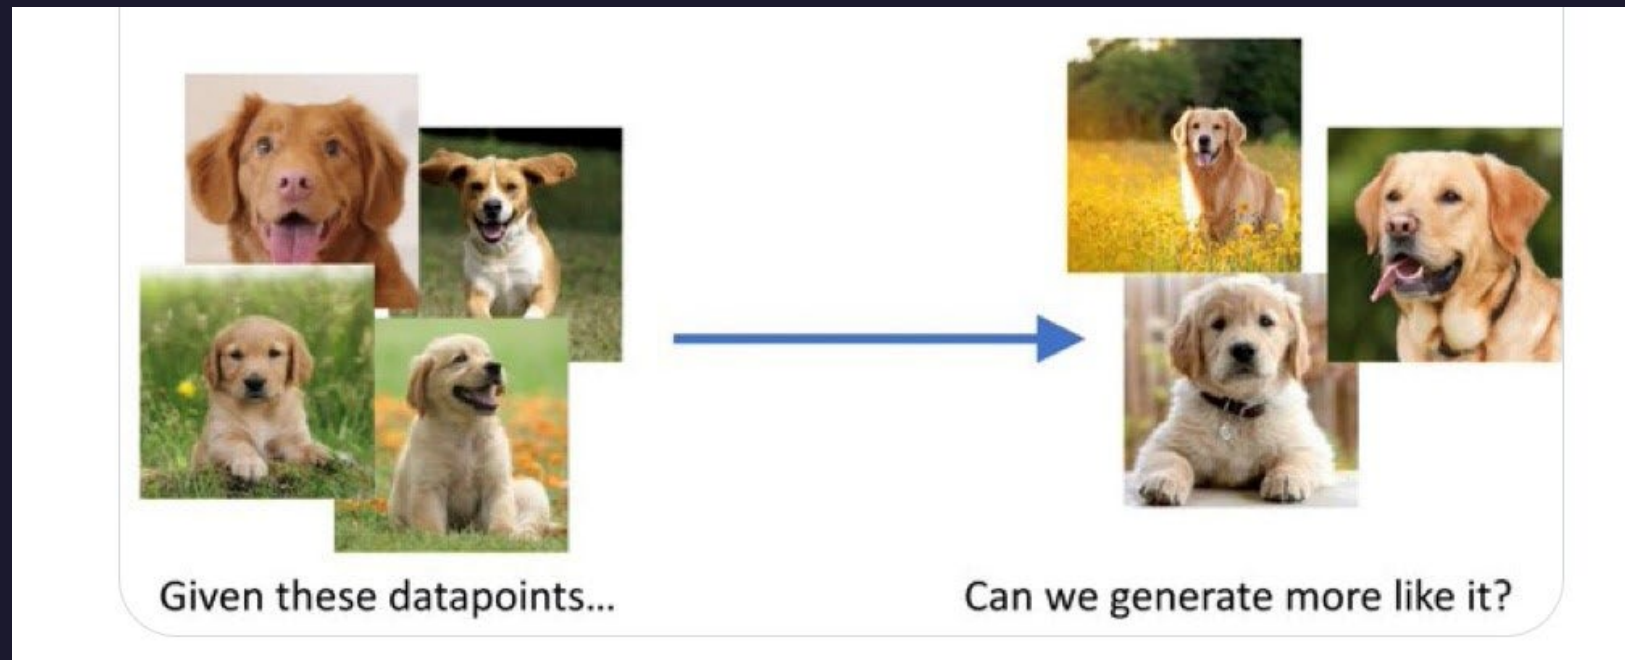 Given these datapoints...
Can we generate more like it?